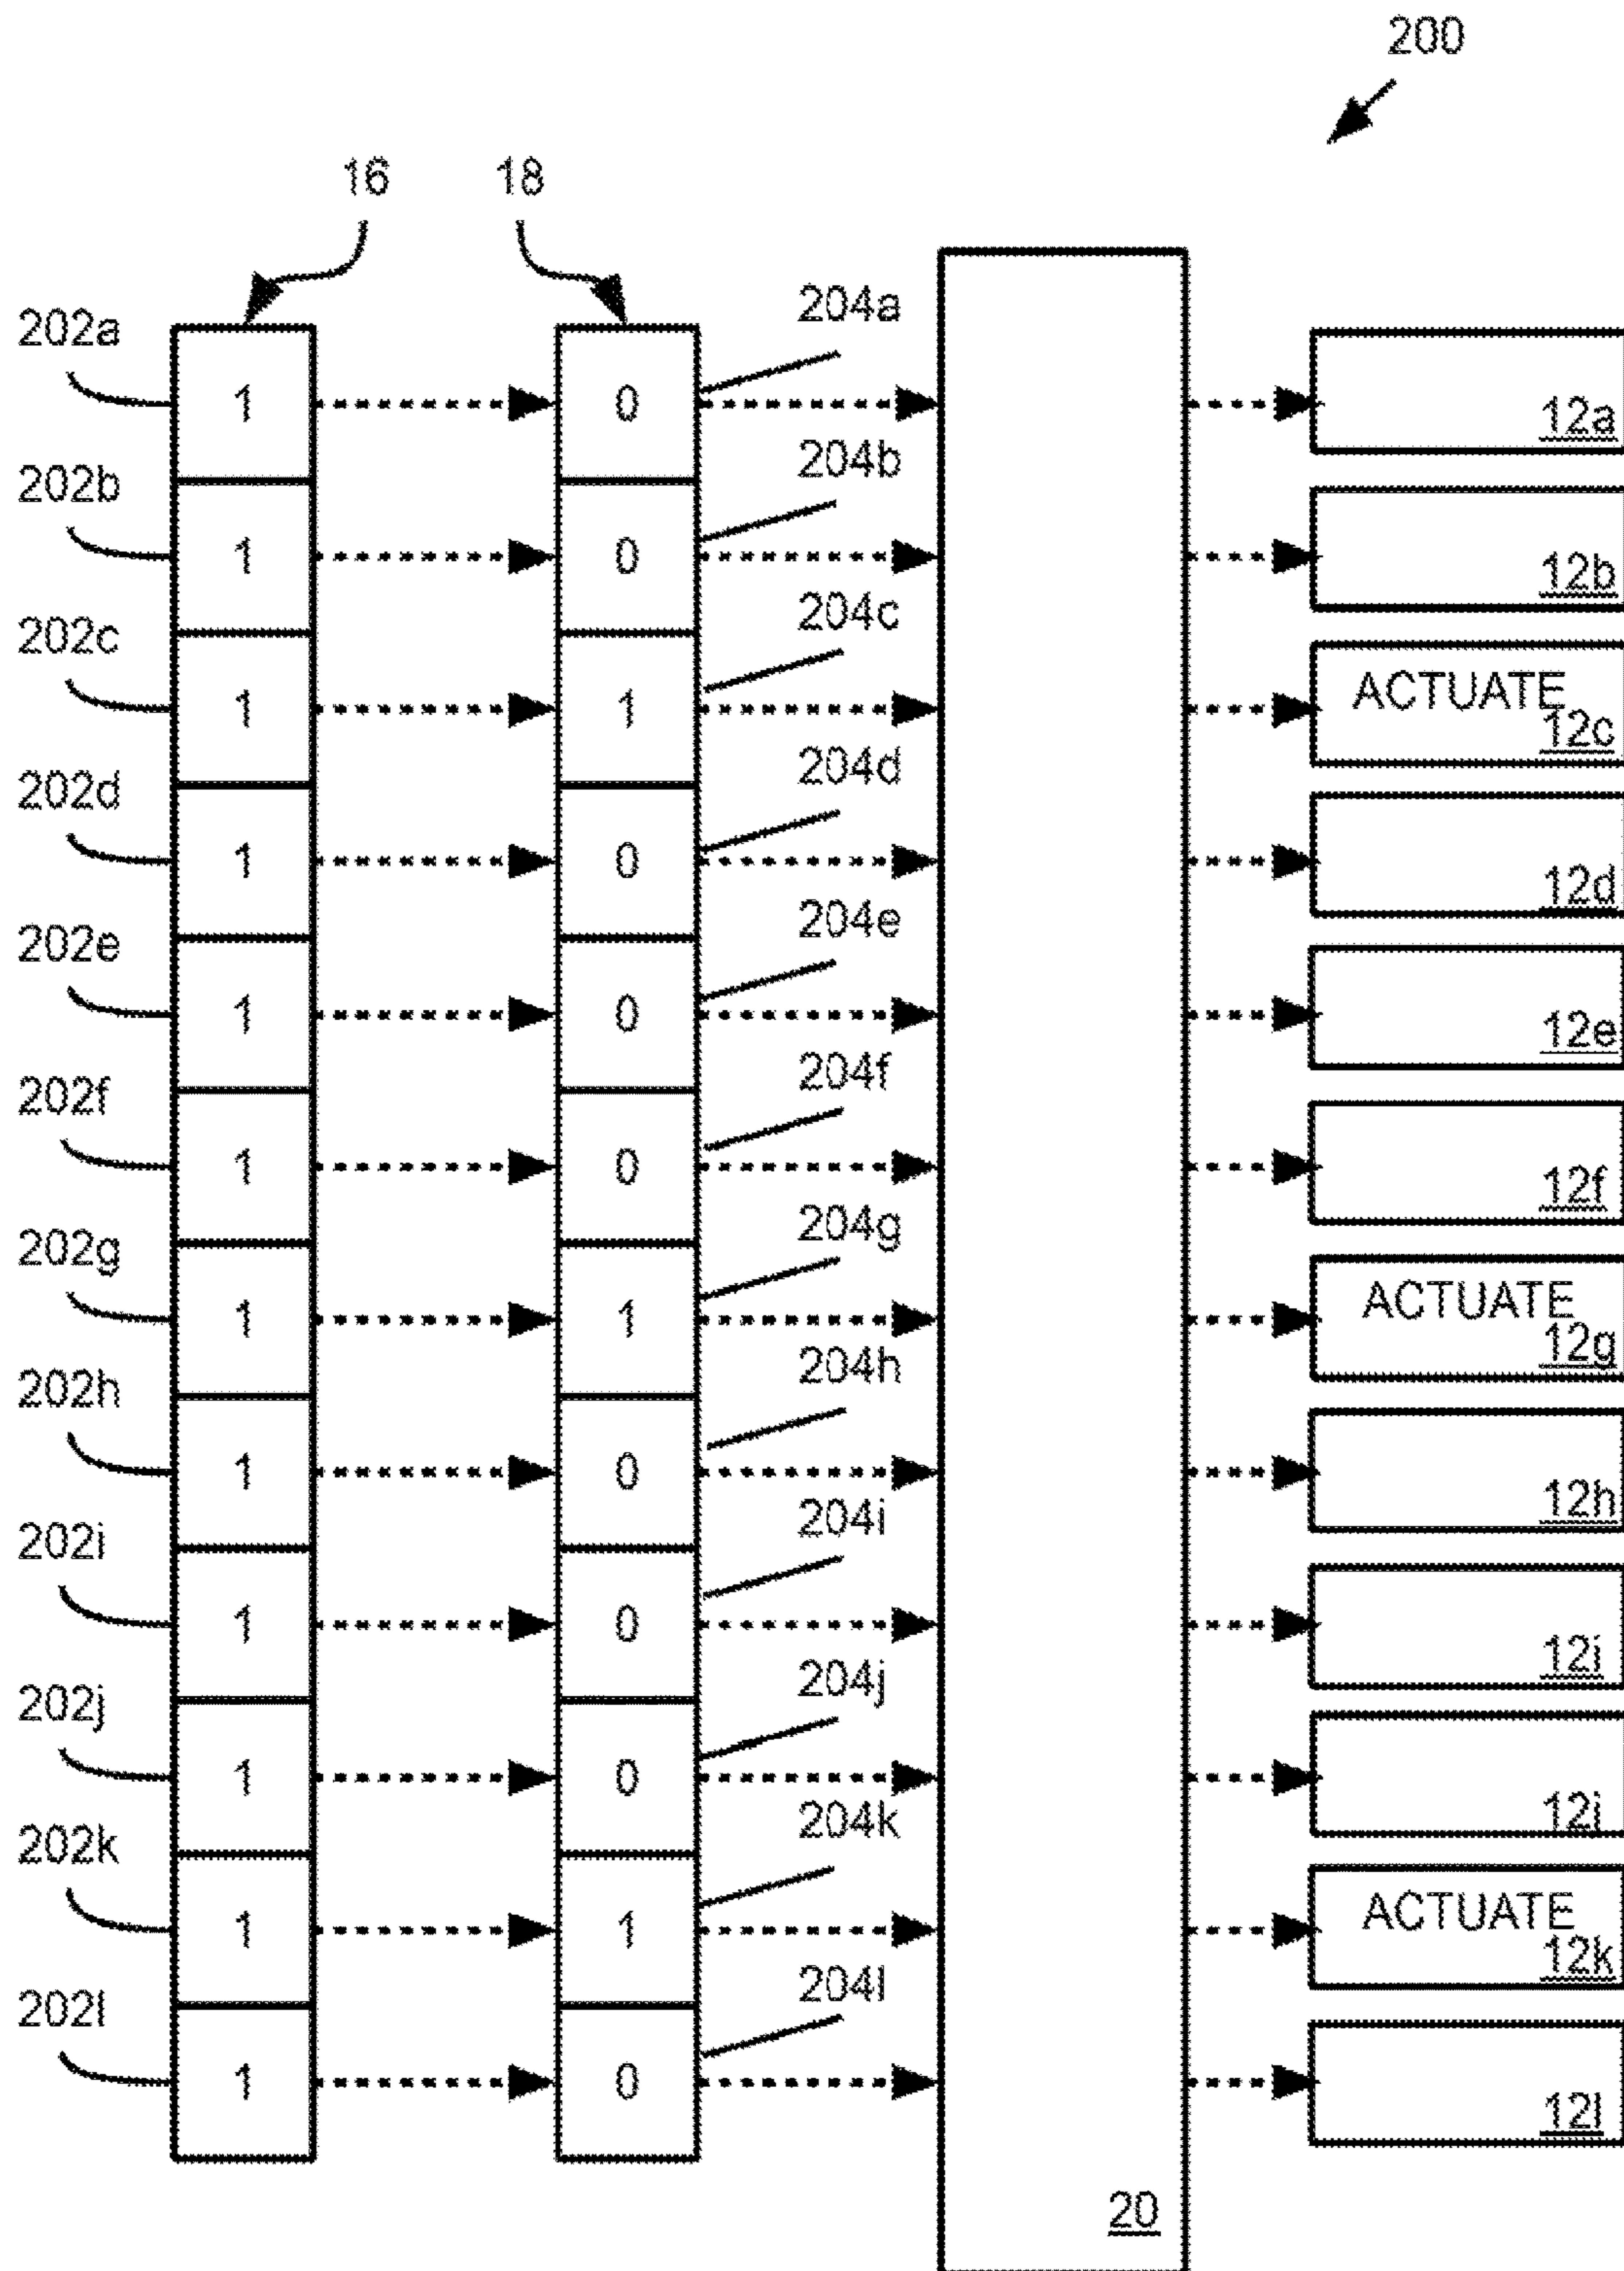 200
16 18
202a 1 0 204a 12a
202b 1 0 204b 12b
202c 1 1 204c ACTUATE 12c
202d 1 0 204d 12d
202e 1 0 204e 12e
202f 1 0 204f 12f
202g 1 1 204g ACTUATE 12g
202h 1 0 204h 12h
202i 1 0 204i 12i
202j 1 0 204j 12j
202k 1 1 204k ACTUATE 12k
202l 1 0 204l 12l
20